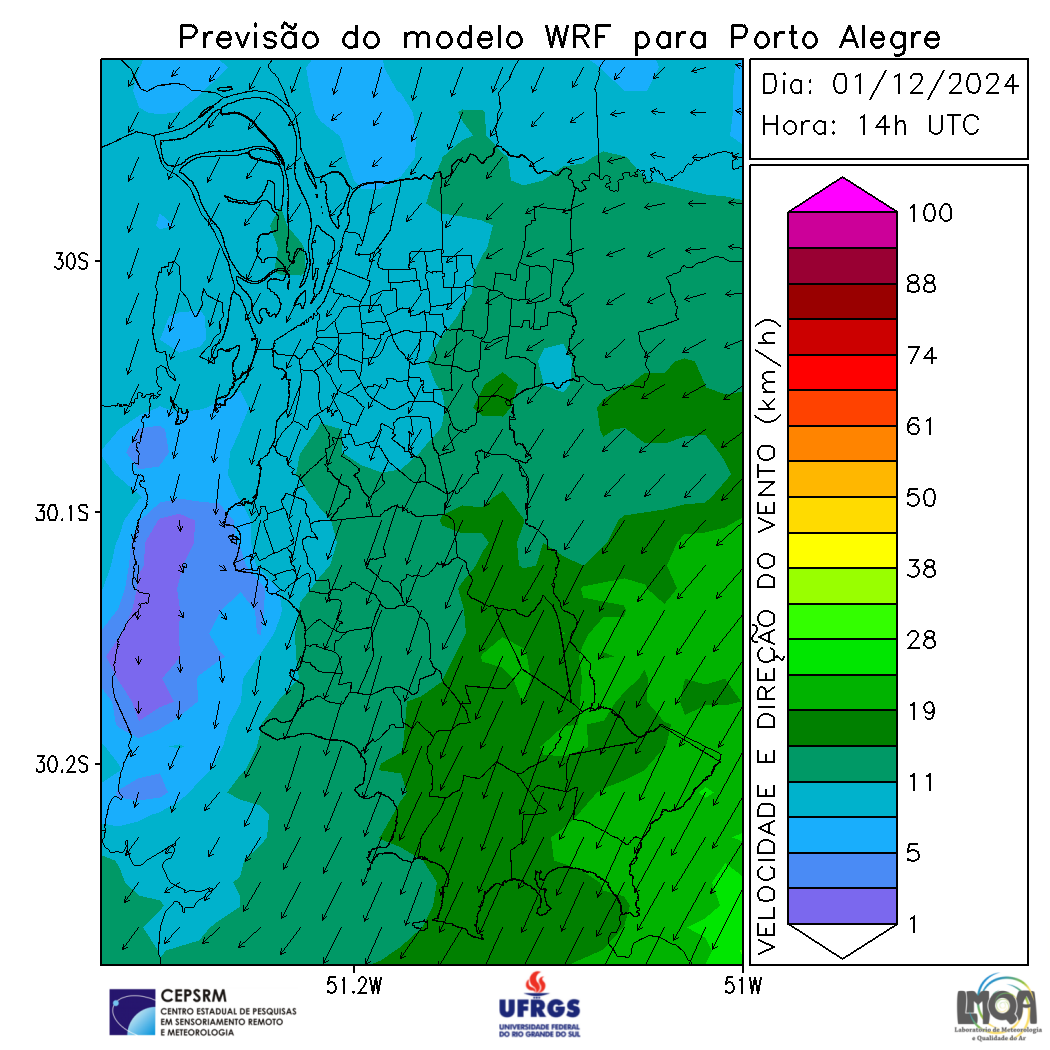 Previsão do modelo WRF para Porto Alegre
Dia: 01/12/2024
Hora: 14h UTC
30S
30.1S
30.2S
51.2W
51W
VELOCIDADE E DIREÇÃO DO VENTO (km/h)
100
88
74
61
50
38
28
19
11
5
1
CEPSRM
CENTRO ESTADUAL DE PESQUISAS
EM SENSORIAMENTO REMOTO
E METEOROLOGIA
UFRGS
UNIVERSIDADE FEDERAL
DO RIO GRANDE DO SUL
LMQA
Laboratório de Meteorologia
e Qualidade do Ar